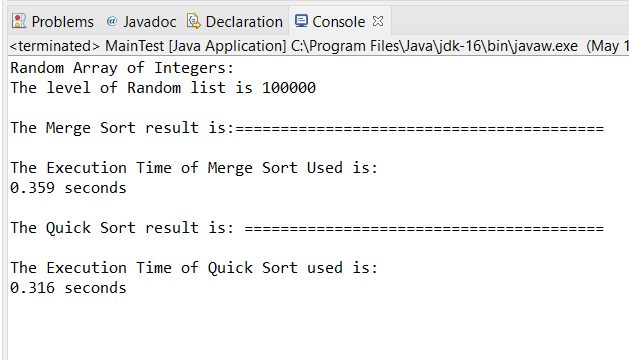 Problems @ Javadoc Declaration Console
<terminated> MainTest [Java Application] C:\Program Files\Java\jdk-16\bin\javaw.exe (May 1
Random Array of Integers:
The level of Random list is 100000
The Merge Sort result is:=========================================
The Execution Time of Merge Sort Used is:
0.359 seconds
The Quick Sort result is: ========================================
The Execution Time of Quick Sort used is:
0.316 seconds